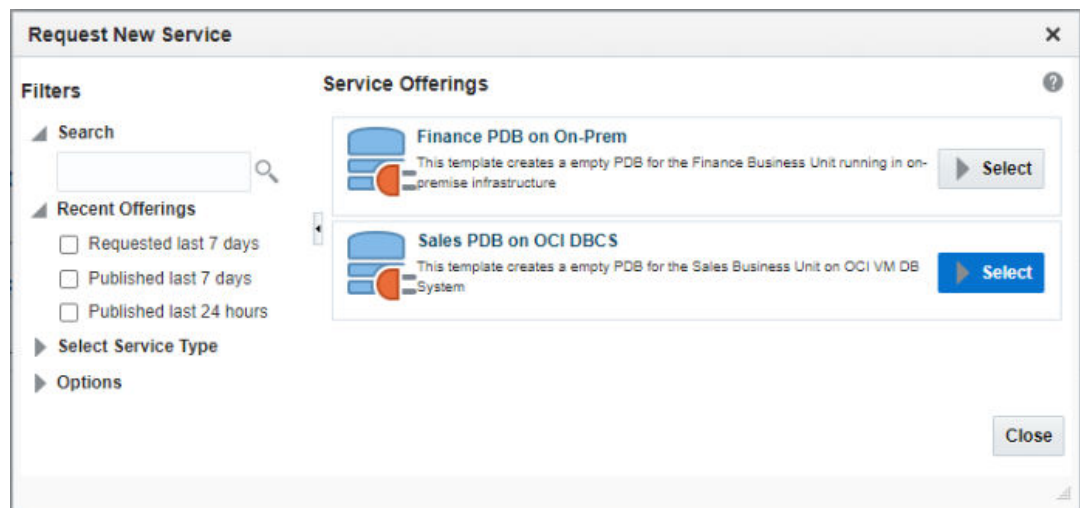 Request New Service
Filters
Search
Recent Offerings
Requested last 7 days
Published last 7 days
Published last 24 hours
Select Service Type
Options
Service Offerings
Finance PDB on On-Prem
This template creates a empty PDB for the Finance Business Unit running in on-
premise infrastructure
Select
Sales PDB on OCI DBCS
This template creates a empty PDB for the Sales Business Unit on OCI VM DB
System
Select
Close